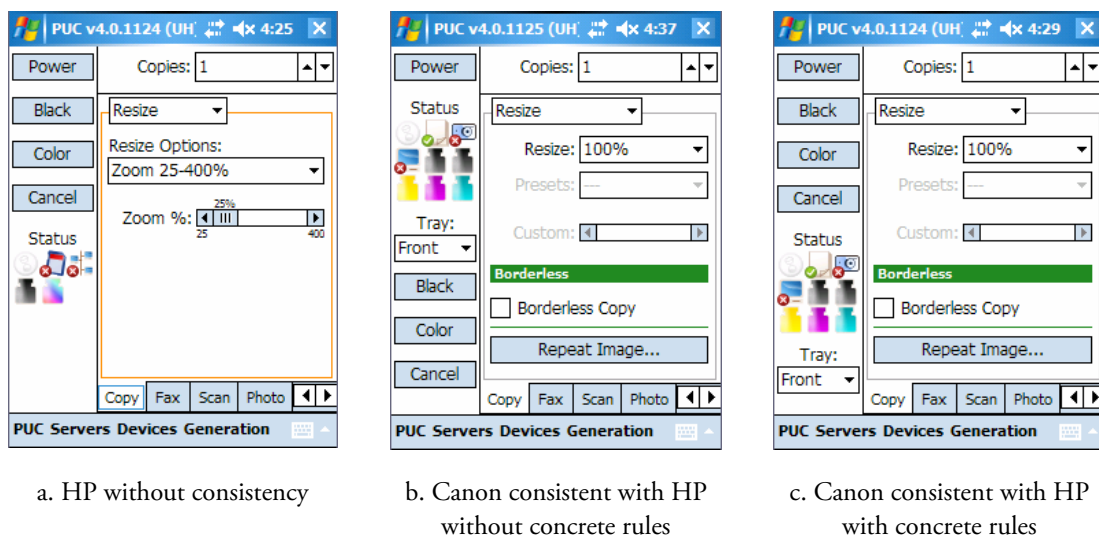 PUC v4.0.1124 (UH 4:25
Power
Copies: 1
Black
Resize
Color
Resize Options:
Zoom 25-400%
Cancel
25%
Zoom %:
25 400
Status
Copy Fax Scan Photo
PUC Servers Devices Generation
a. HP without consistency
PUC v4.0.1125 (UH 4:37
Power
Copies: 1
Status
Resize
Resize: 100%
Presets: ---
Tray:
Custom:
Front
Borderless
Black
Borderless Copy
Color
Repeat Image...
Cancel
Copy Fax Scan Photo
PUC Servers Devices Generation
b. Canon consistent with HP
without concrete rules
PUC v4.0.1124 (UH 4:29
Power
Copies: 1
Black
Resize
Color
Resize: 100%
Cancel
Presets: ---
Status
Custom:
Borderless
Borderless Copy
Repeat Image...
Tray:
Front
Copy Fax Scan Photo
PUC Servers Devices Generation
c. Canon consistent with HP
with concrete rules